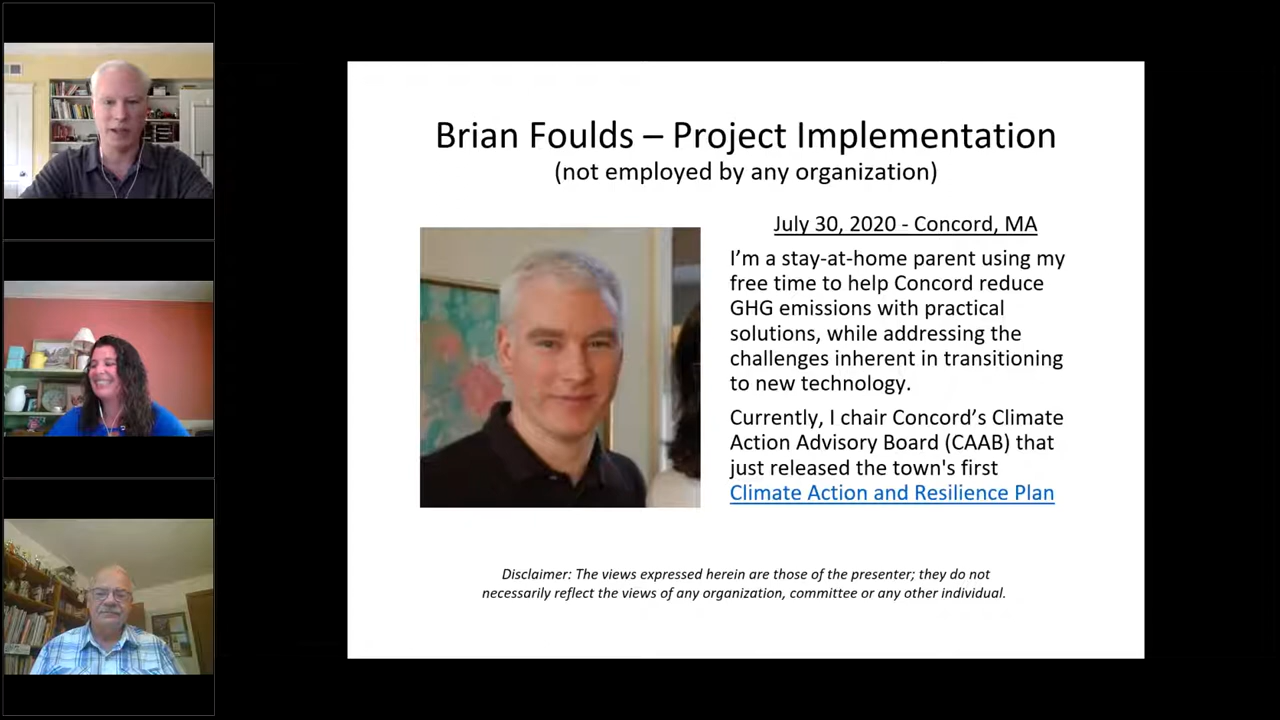 Brian Foulds – Project Implementation
(not employed by any organization)
July 30, 2020 - Concord, MA
I’m a stay-at-home parent using my
free time to help Concord reduce
GHG emissions with practical
solutions, while addressing the
challenges inherent in transitioning
to new technology.
Currently, I chair Concord’s Climate
Action Advisory Board (CAAB) that
just released the town's first
Climate Action and Resilience Plan
Disclaimer: The views expressed herein are those of the presenter; they do not
necessarily reflect the views of any organization, committee or any other individual.